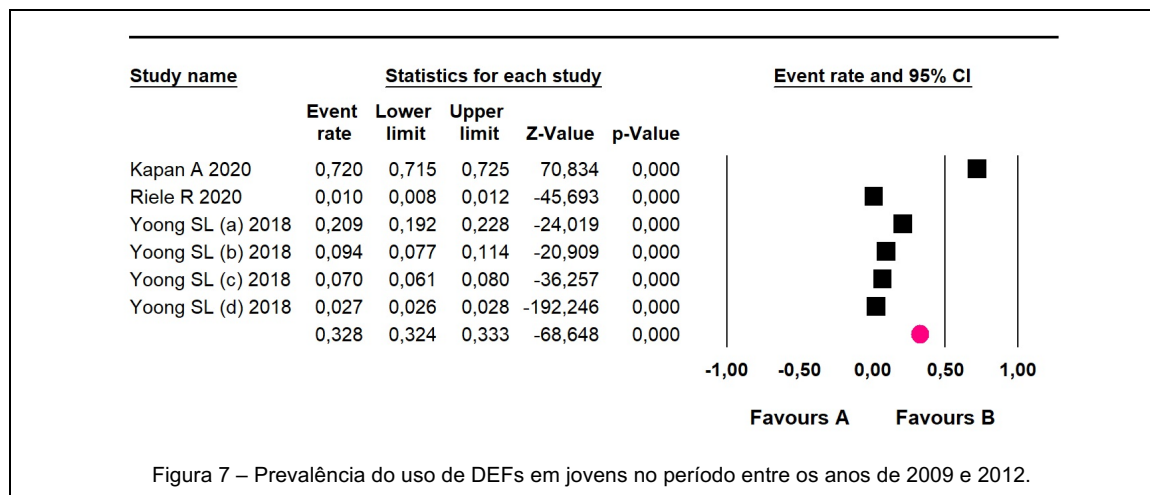 Study name Statistics for each study Event rate and 95% CI
Event Lower Upper
rate limit limit Z-Value p-Value
Kapan A 2020 0,720 0,715 0,725 70,834 0,000
Riele R 2020 0,010 0,008 0,012 -45,693 0,000
Yoong SL (a) 2018 0,209 0,192 0,228 -24,019 0,000
Yoong SL (b) 2018 0,094 0,077 0,114 -20,909 0,000
Yoong SL (c) 2018 0,070 0,061 0,080 -36,257 0,000
Yoong SL (d) 2018 0,027 0,026 0,028 -192,246 0,000
0,328 0,324 0,333 -68,648 0,000
-1,00 -0,50 0,00 0,50 1,00
Favours A Favours B
Figura 7 – Prevalência do uso de DEFs em jovens no período entre os anos de 2009 e 2012.